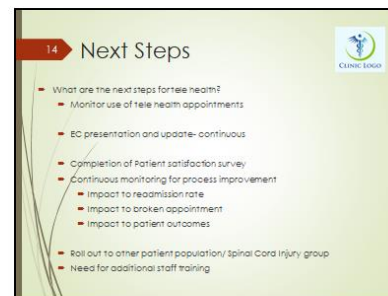 14
Next Steps
CLINIC LOGO
What are the next steps for tele health?
Monitor use of tele health appointments
EC presentation and update- continuous
Completion of Patient satisfaction survey
Continuous monitoring for process improvement
Impact to readmission rate
Impact to broken appointment
Impact to patient outcomes
Roll out to other patient population/ Spinal Cord Injury group
Need for additional staff training